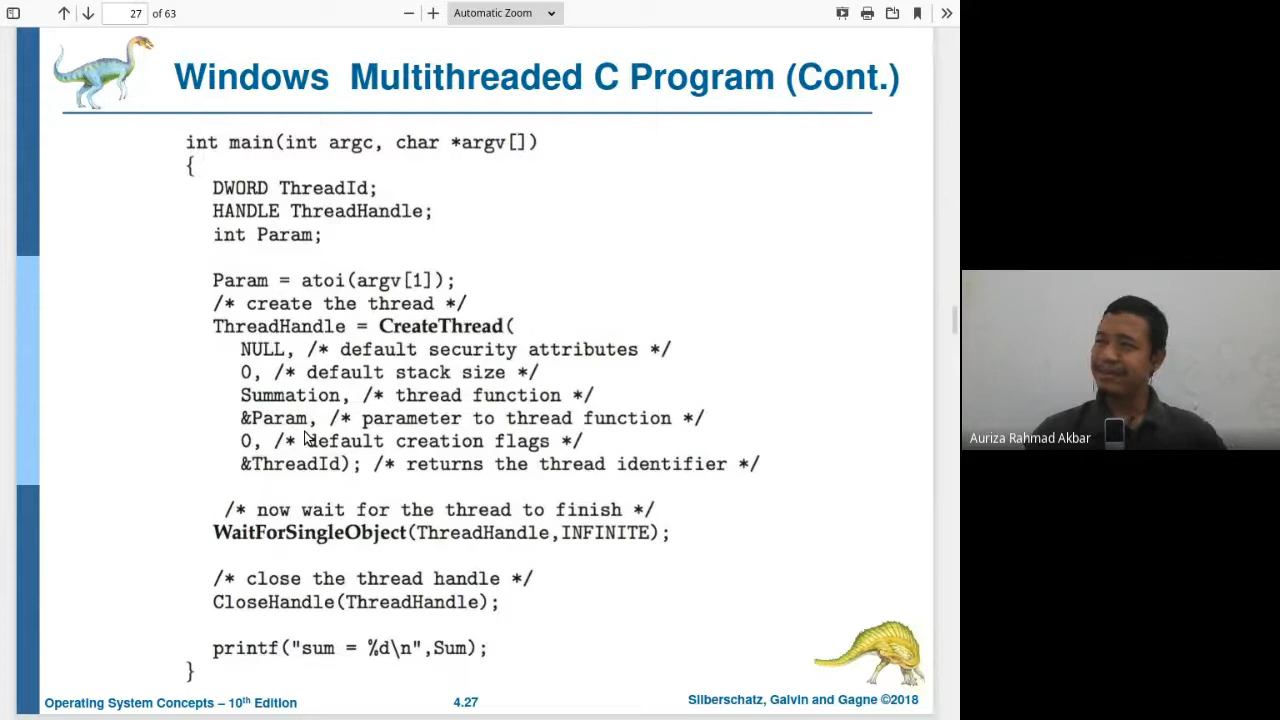 27 of 63
Automatic Zoom
Windows Multithreaded C Program (Cont.)
int main(int argc, char *argv[])
{
DWORD ThreadId;
HANDLE ThreadHandle;
int Param;
Param = atoi(argv[1]);
/* create the thread */
ThreadHandle = CreateThread(
NULL, /* default security attributes */
0, /* default stack size */
Summation, /* thread function */
&Param, /* parameter to thread function */
0, /* default creation flags */
&ThreadId); /* returns the thread identifier */
/* now wait for the thread to finish */
WaitForSingleObject(ThreadHandle,INFINITE);
/* close the thread handle */
CloseHandle(ThreadHandle);
printf("sum = %d\n",Sum);
}
Operating System Concepts – 10th Edition
4.27
Silberschatz, Galvin and Gagne ©2018
Auriza Rahmad Akbar